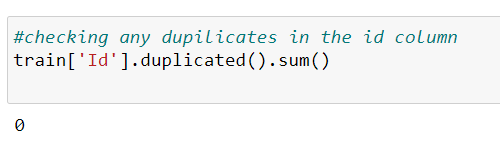 #checking any dupilicates in the id column
train['Id'].duplicated().sum()
0